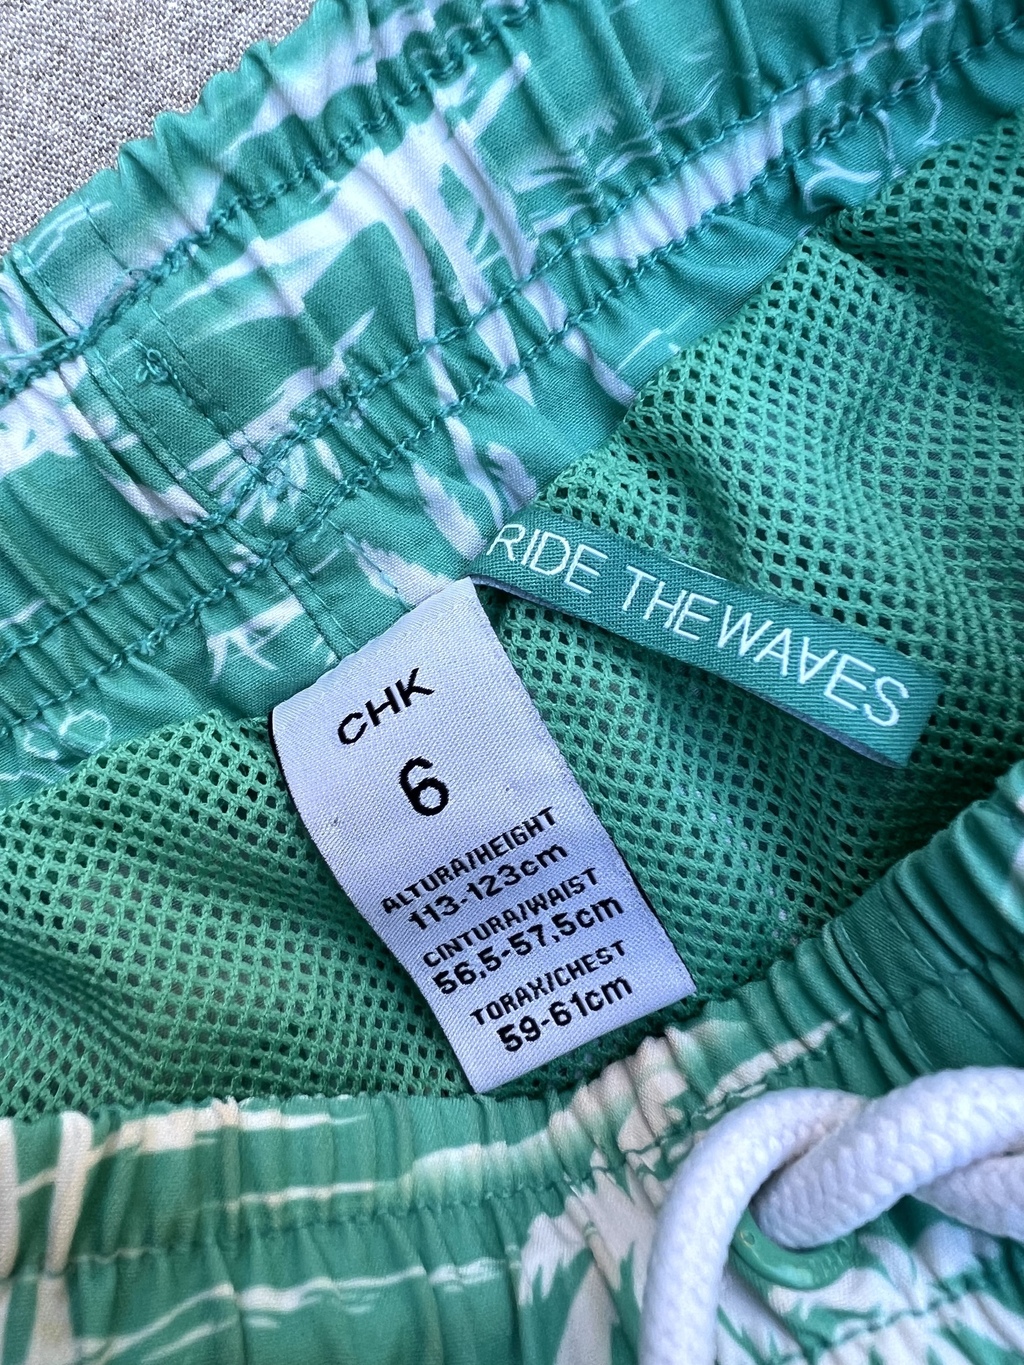 RIDE THE WAVES
CHK
6
ALTURA/HEIGHT
113-123cm
CINTURA/WAIST
56,5-57,5cm
TORAX/CHEST
59-61cm